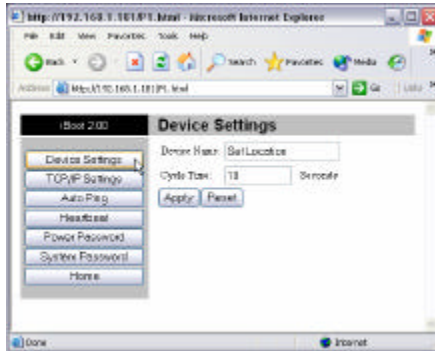 http://192.168.1.101/P1.html - Microsoft Internet Explorer
File Edit View Favorites Tools Help
Back Search Favorites Media
Address Go Links
iBoot 2.00
Device Settings
Device Settings
TCP/IP Settings
Auto Ping
Heartbeat
Power Password
System Password
Home
Device Name: Set Location
Cycle Time: 10 Seconds
Apply Reset
Done Internet